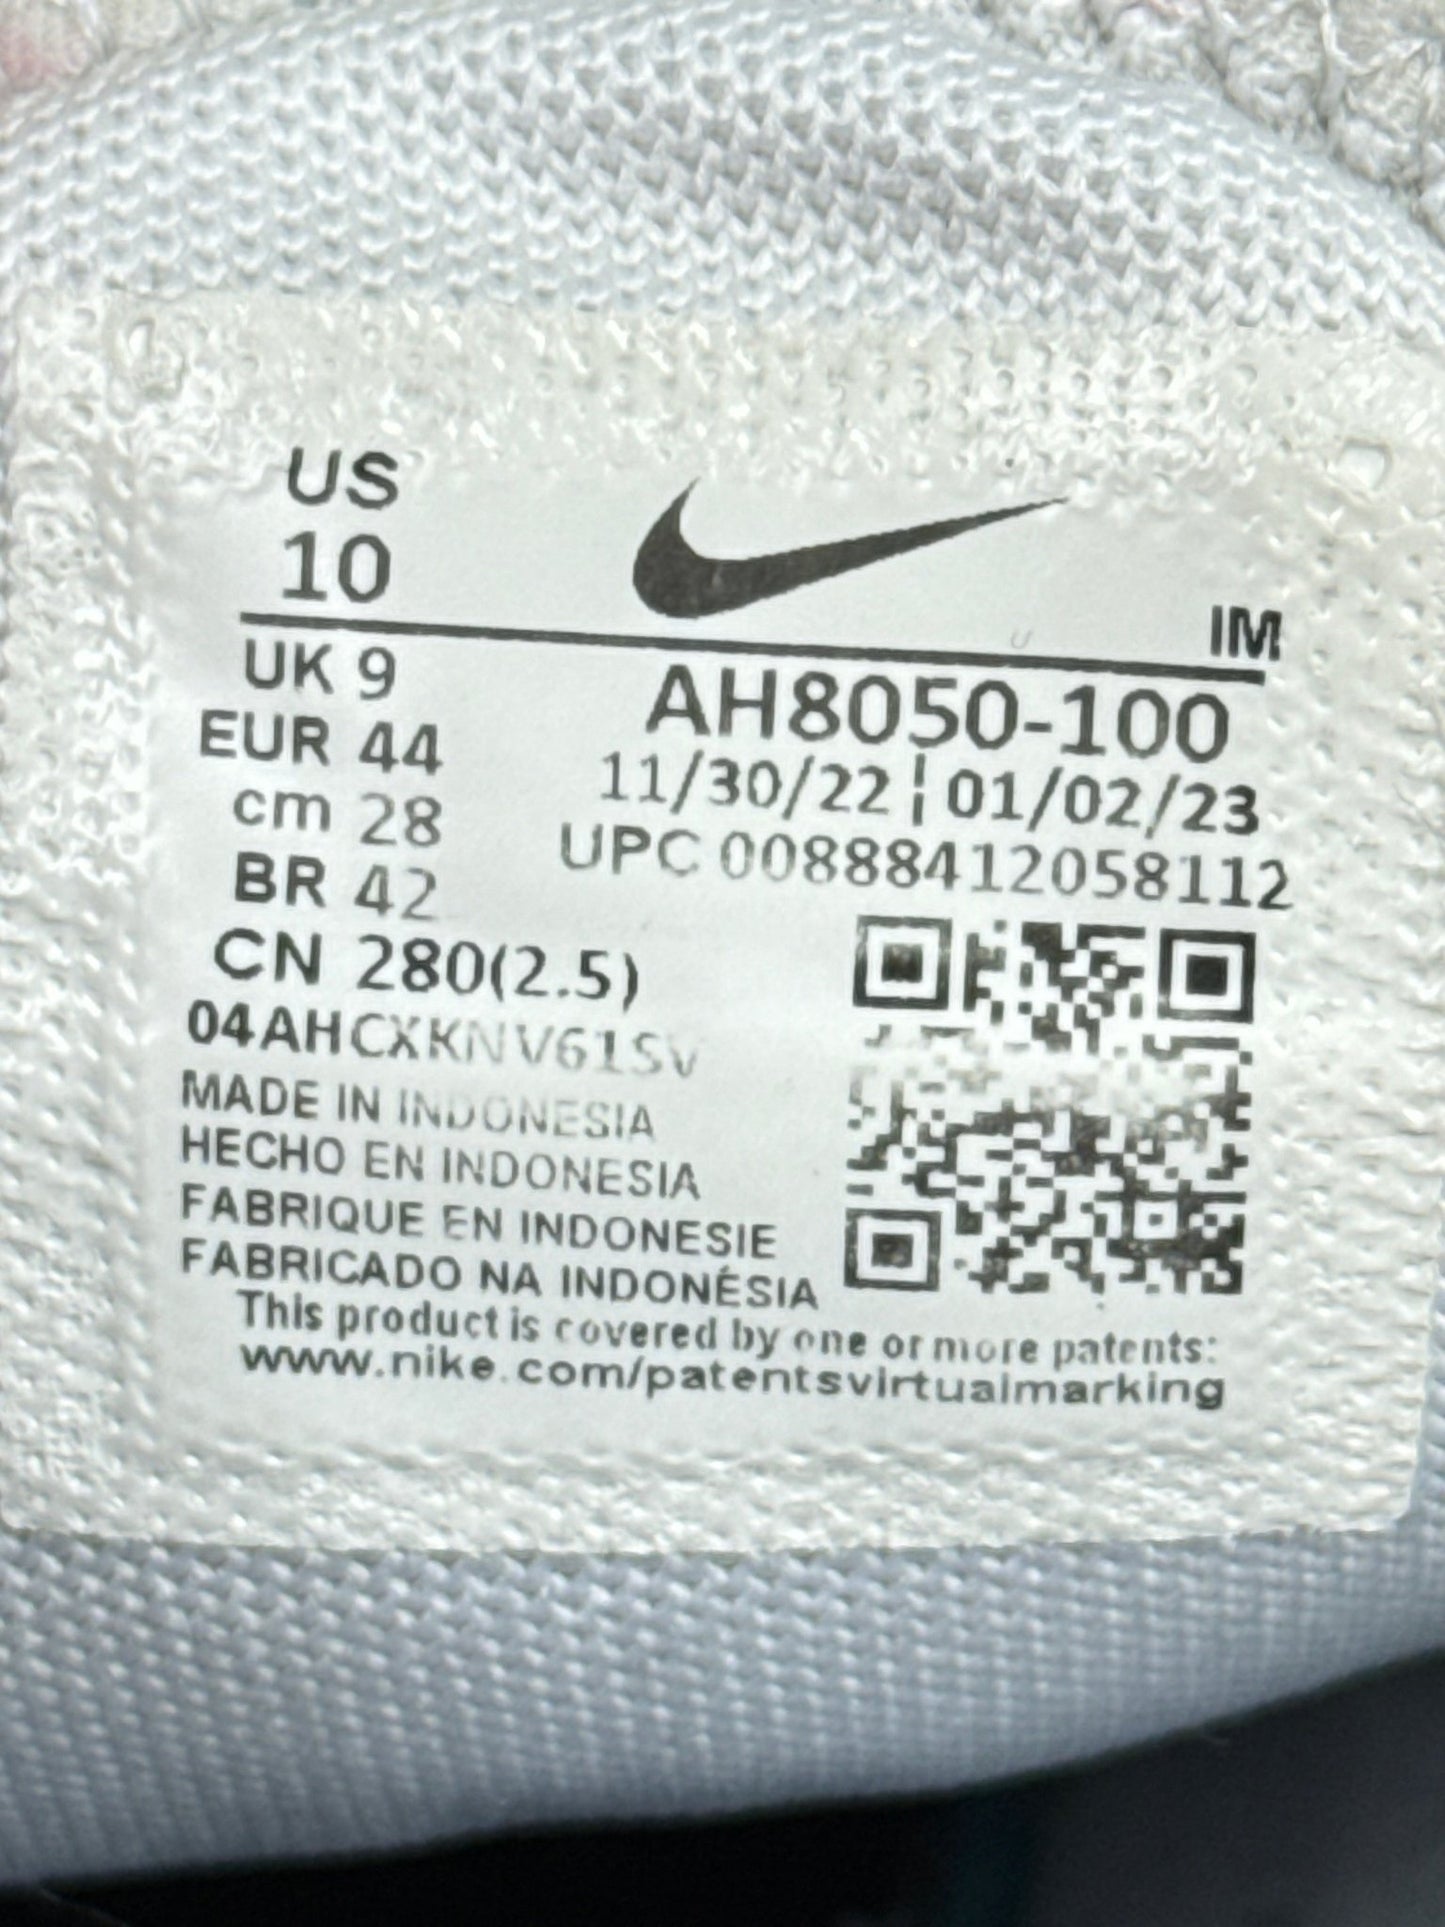 US
10
IM
UK 9
EUR 44
cm 28
BR 42
CN 280(2.5)
AH8050-100
11/30/22 ¦ 01/02/23
UPC 00888412058112
04AHCXKNV61SV
MADE IN INDONESIA
HECHO EN INDONESIA
FABRIQUE EN INDONESIE
FABRICADO NA INDONÉSIA
This product is covered by one or more patents:
www.nike.com/patentsvirtualmarking